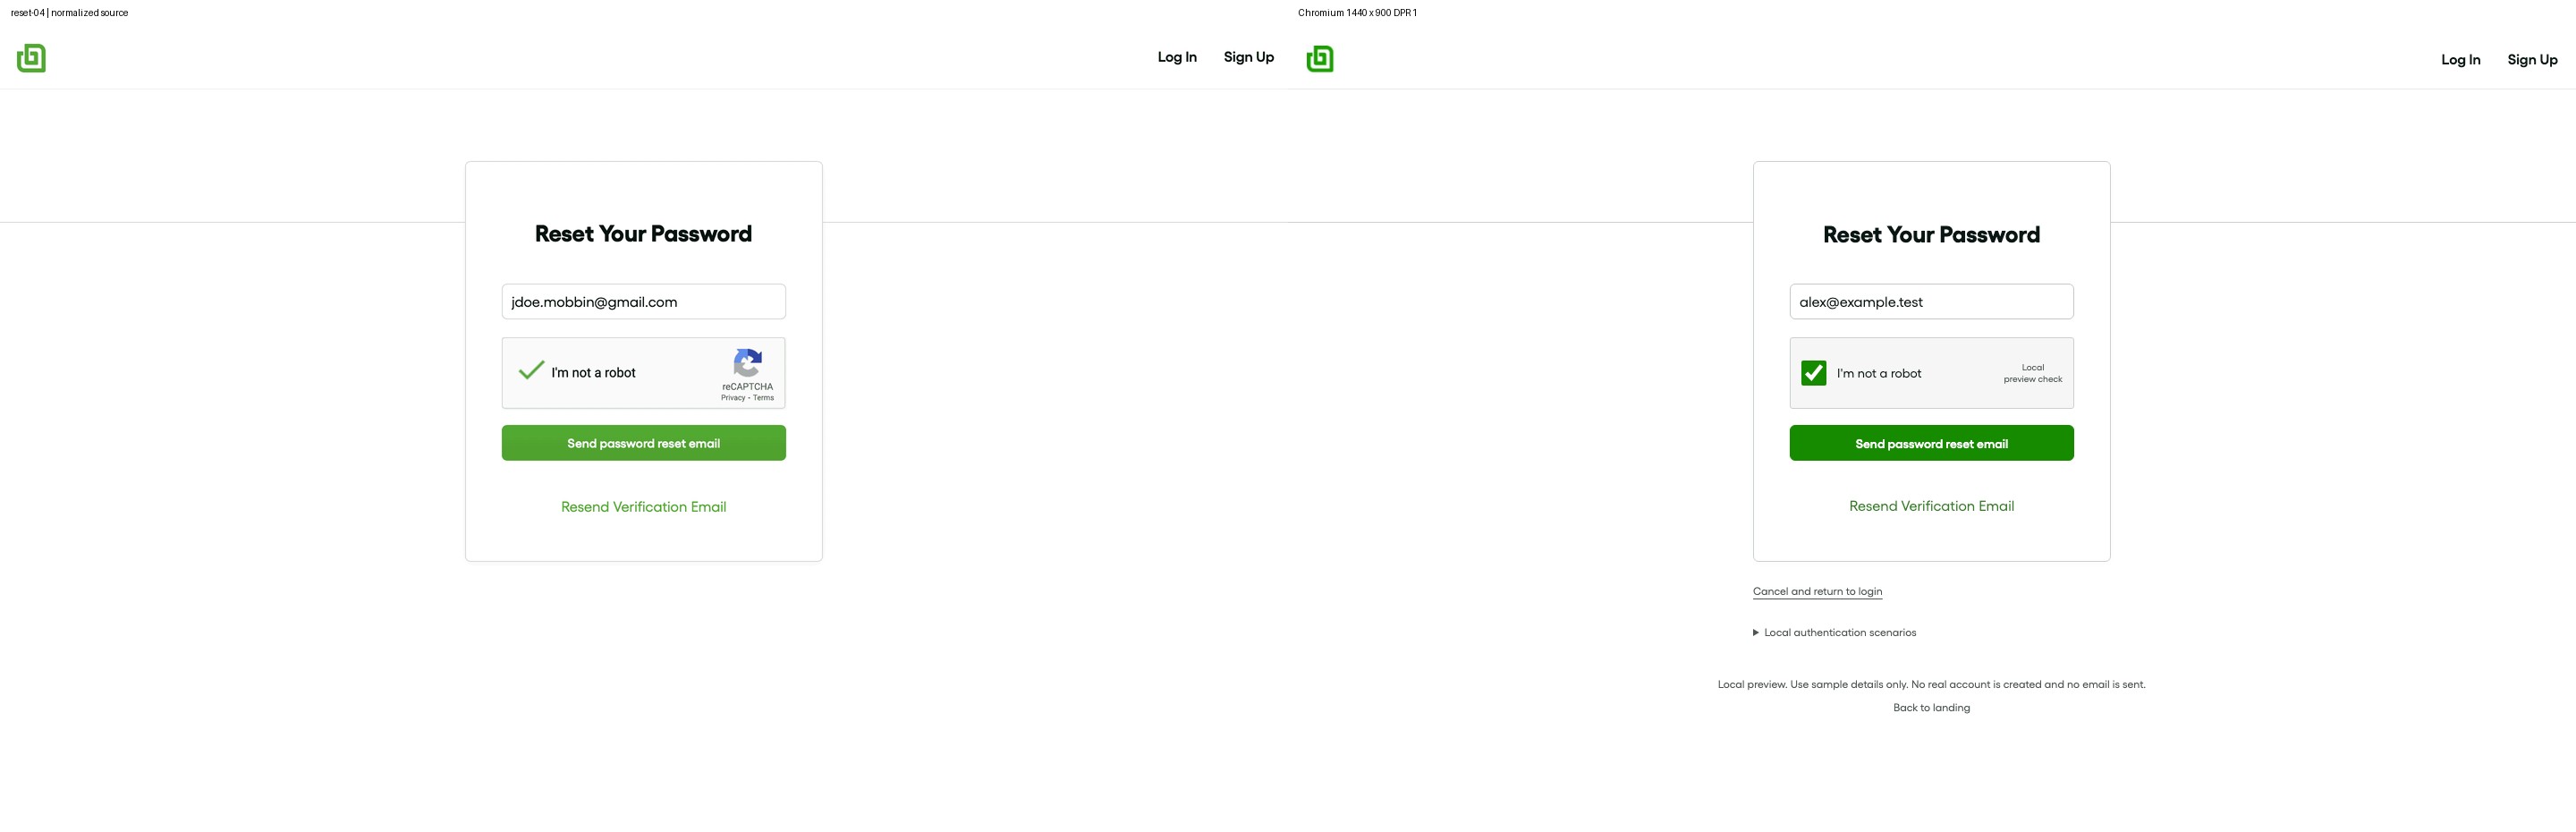 reset-04 | normalized source
Log In Sign Up
Reset Your Password
jdoe.mobbin@gmail.com
I'm not a robot
reCAPTCHA
Privacy - Terms
Send password reset email
Resend Verification Email
Chromium 1440 x 900 DPR 1
Log In Sign Up
Reset Your Password
alex@example.test
I'm not a robot
Local
preview check
Send password reset email
Resend Verification Email
Cancel and return to login
Local authentication scenarios
Local preview. Use sample details only. No real account is created and no email is sent.
Back to landing